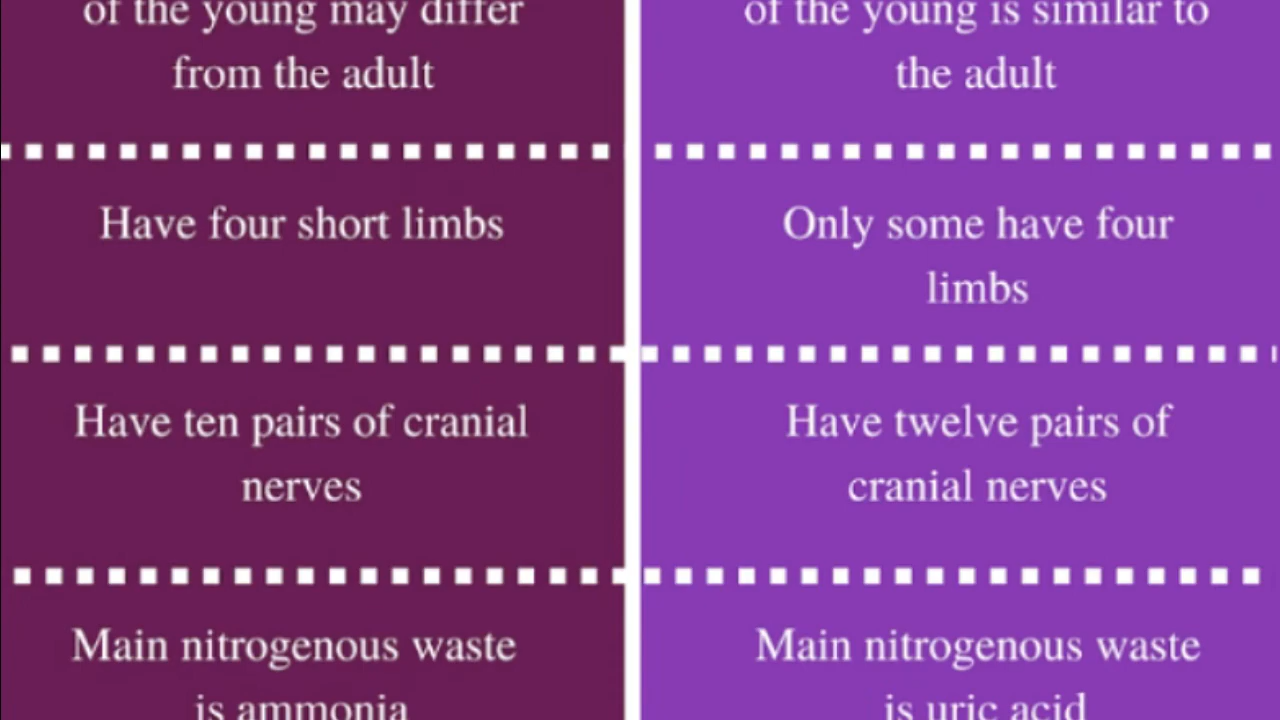 of the young may differ
from the adult
of the young is similar to
the adult
Have four short limbs
Only some have four
limbs
Have ten pairs of cranial
nerves
Have twelve pairs of
cranial nerves
Main nitrogenous waste
is ammonia
Main nitrogenous waste
is uric acid